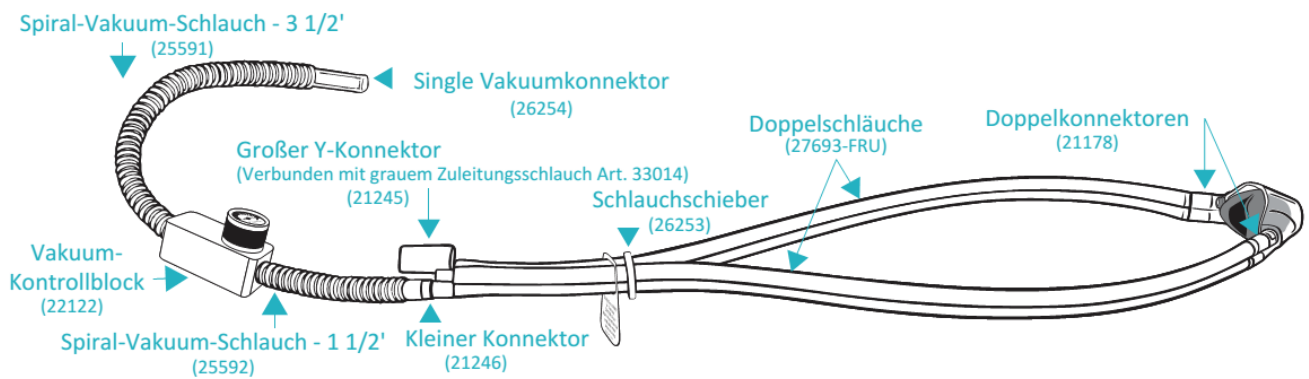 Spiral-Vakuum-Schlauch - 3 1/2'
(25591)
Single Vakuumkonnektor
(26254)
Großer Y-Konnektor
(Verbunden mit grauem Zuleitungsschlauch Art. 33014)
(21245)
Doppelschläuche
(27693-FRU)
Doppelkonnektoren
(21178)
Schlauchschieber
(26253)
Vakuum-
Kontrollblock
(22122)
Spiral-Vakuum-Schlauch - 1 1/2'
(25592)
Kleiner Konnektor
(21246)